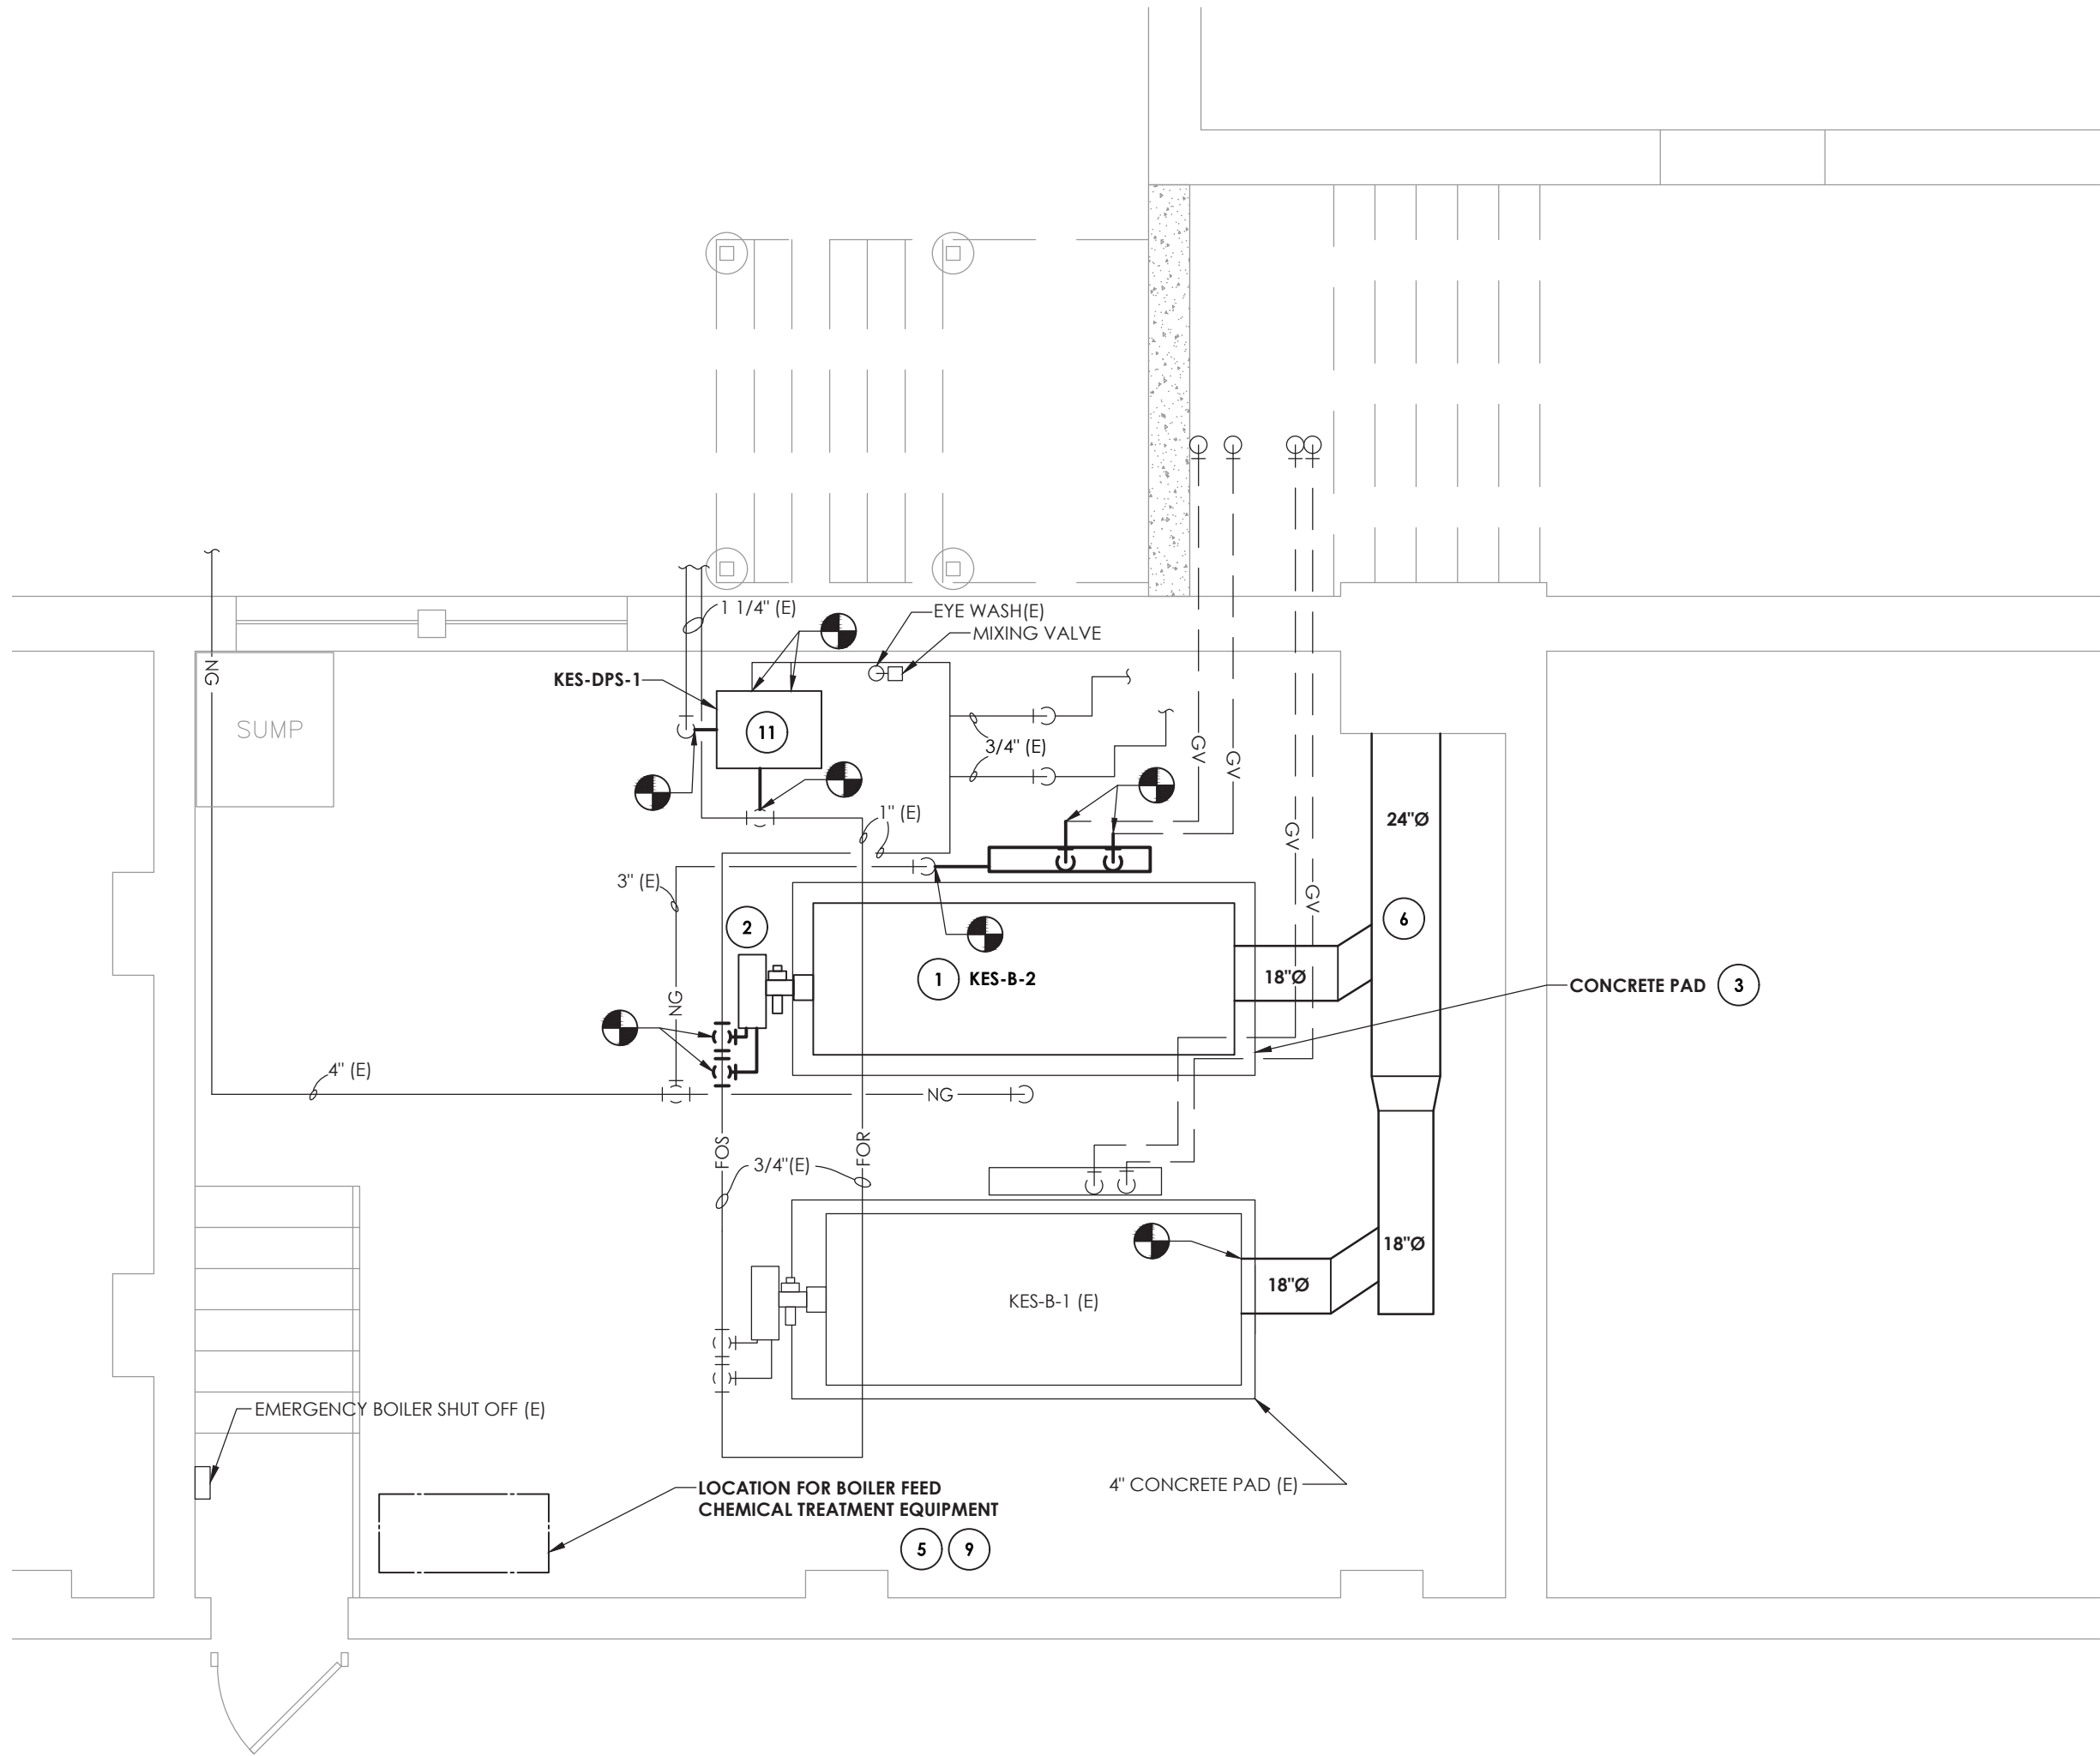 1 1/4" (E)
EYE WASH(E)
MIXING VALVE
NG
KES-DPS-1
SUMP
11
3/4" (E)
GV
GV
1" (E)
24"Ø
GV
3" (E)
GV
2
6
1
KES-B-2
18"Ø
CONCRETE PAD
3
NG
4" (E)
NG
FOS
FOR
3/4"(E)
18"Ø
18"Ø
KES-B-1 (E)
EMERGENCY BOILER SHUT OFF (E)
4" CONCRETE PAD (E)
LOCATION FOR BOILER FEED
CHEMICAL TREATMENT EQUIPMENT
5
9